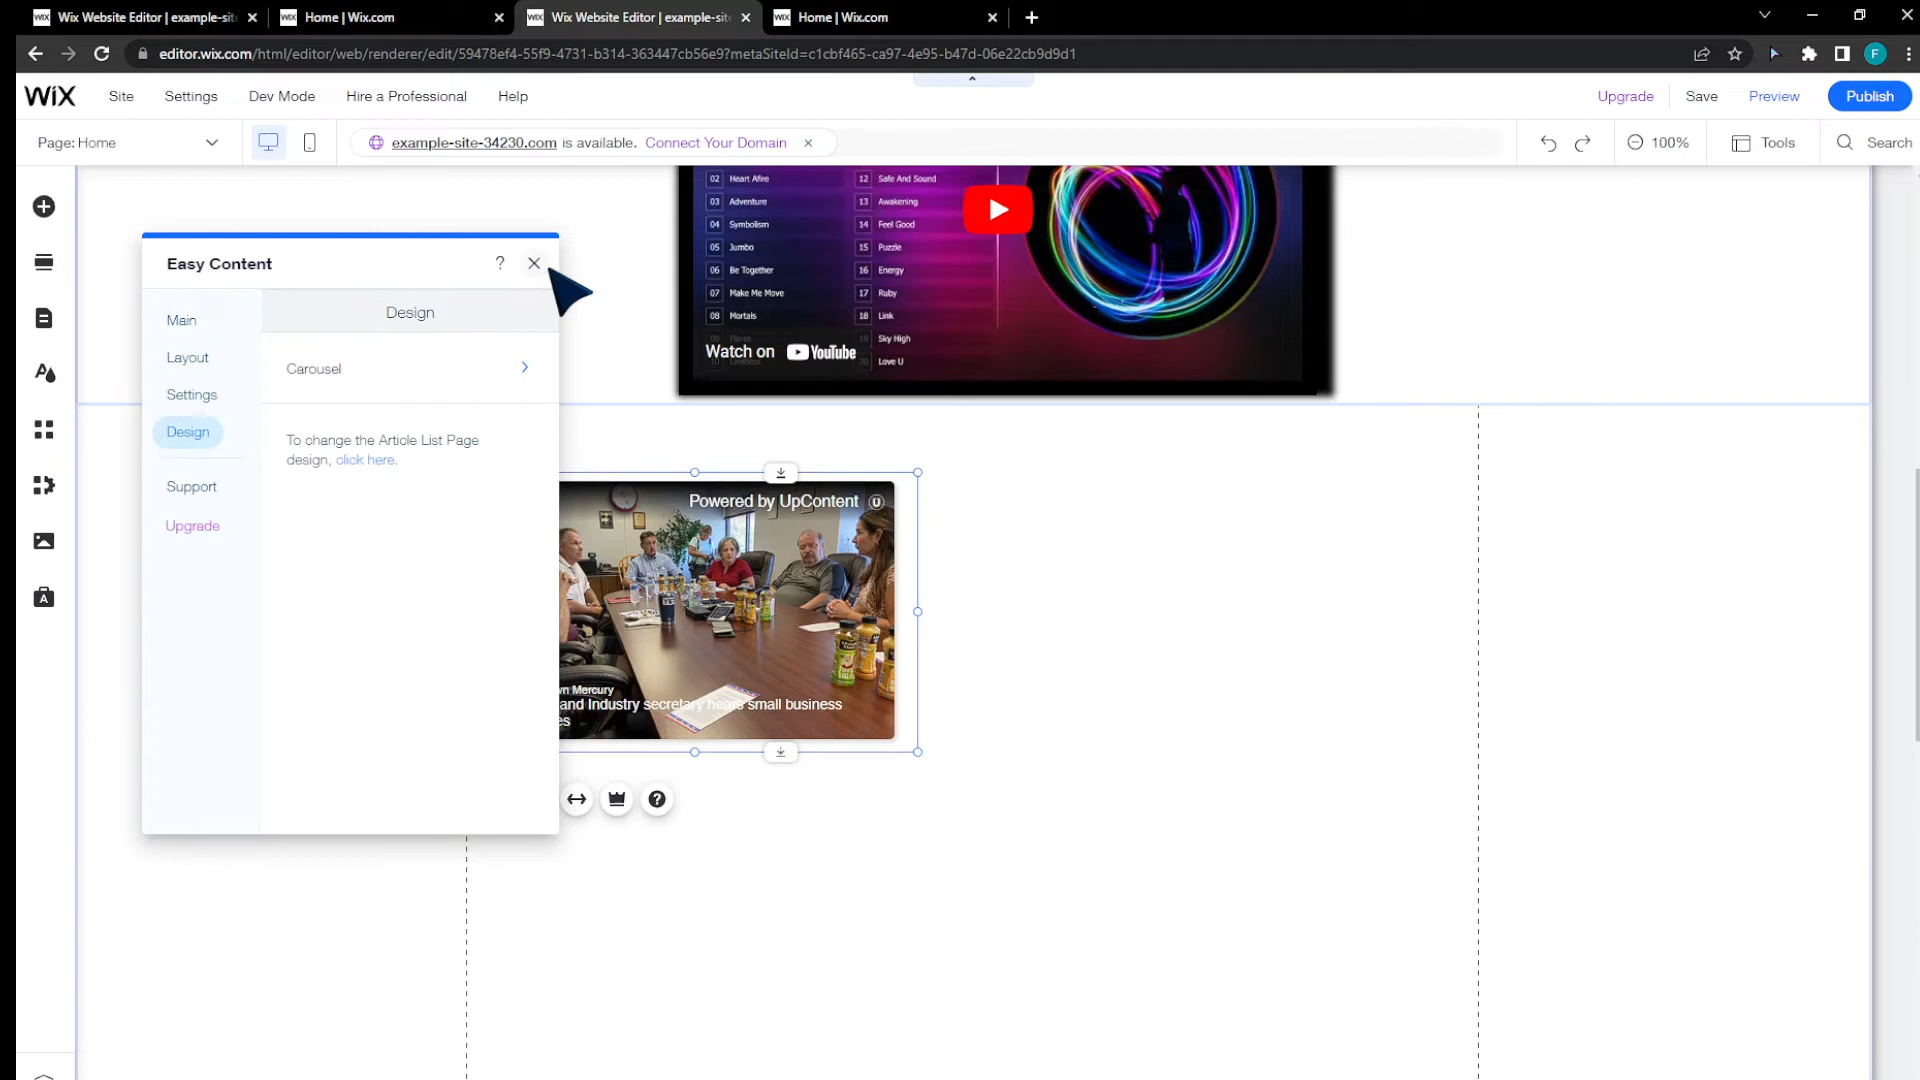 Wix Website Editor | example-sit
Home | Wix.com
Wix Website Editor | example-sit
Home | Wix.com
editor.wix.com/html/editor/web/renderer/edit/59478ef4-55f9-4731-b314-363447cb56e9?metaSiteId=c1cbf465-ca97-4e95-b47d-06e22cb9d9d1
F
WIX Site Settings Dev Mode Hire a Professional Help Upgrade Save Preview Publish
Page: Home
example-site-34230.com is available. Connect Your Domain
100% Tools Search
02 Heart Afire 12 Safe And Sound
03 Adventure 13 Awakening
04 Symbolism 14 Feel Good
05 Jumbo 15 Puzzle
06 Be Together 16 Energy
07 Make Me Move 17 Ruby
08 Mortals 18 Link
Sky High
Love U
Watch on YouTube
Easy Content ?
Main
Layout
Settings
Design
Support
Upgrade
Design
Carousel
To change the Article List Page
design, click here.
Powered by UpContent U
wn Mercury
and Industry secretary hears small business
es